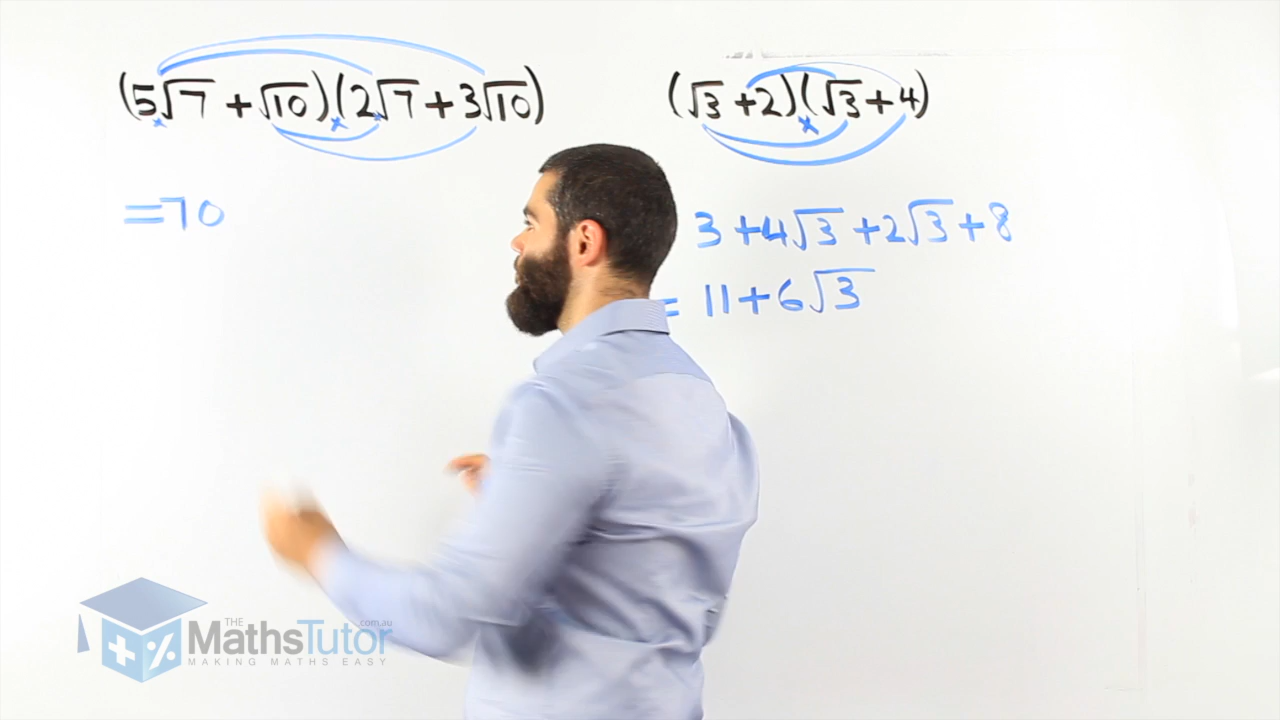 (5√7 + √10)(2√7 + 3√10)
= 70
(√3 + 2)(√3 + 4)
3 + 4√3 + 2√3 + 8
= 11 + 6√3
THE
MathsTutor
.com.au
MAKING MATHS EASY